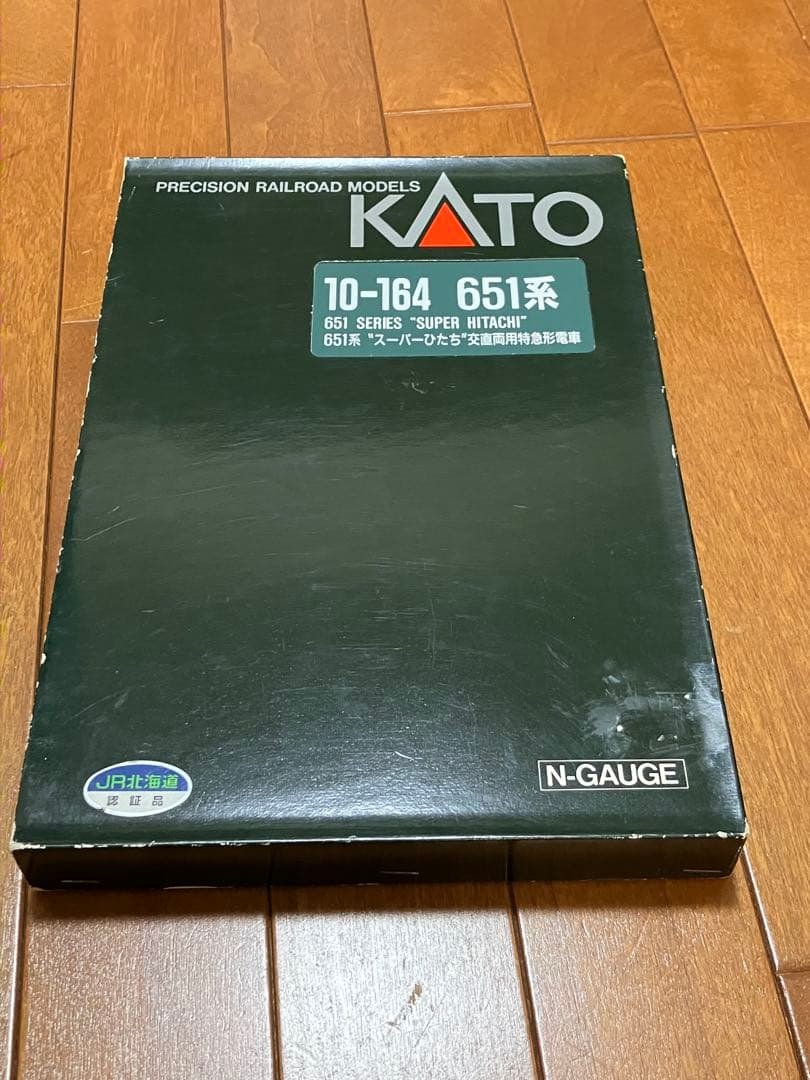 PRECISION RAILROAD MODELS
KATO
10-164 651系
651 SERIES "SUPER HITACHI"
651系 "スーパーひたち"交直両用特急形電車
JR北海道
認証品
N-GAUGE